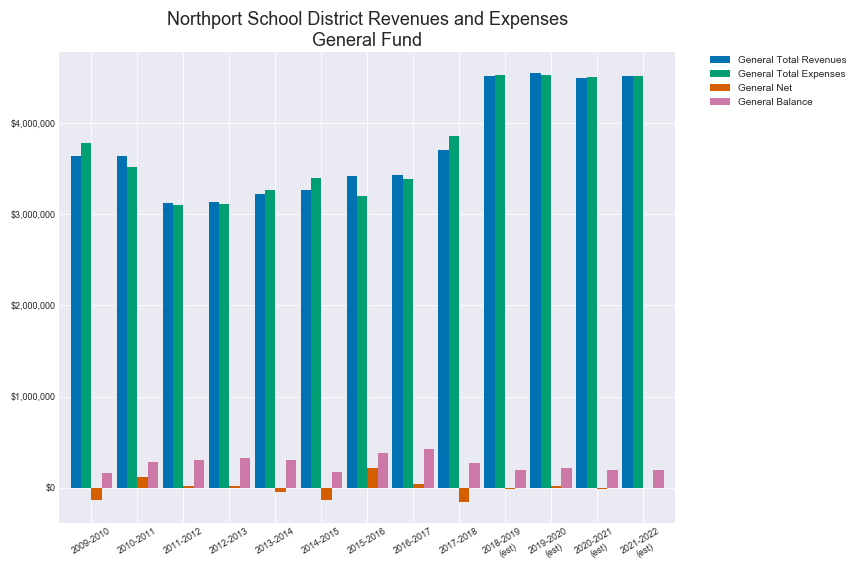 Northport School District Revenues and Expenses
General Fund
General Total Revenues
General Total Expenses
General Net
General Balance
$4,000,000
$3,000,000
$2,000,000
$1,000,000
$0
2009-2010
2010-2011
2011-2012
2012-2013
2013-2014
2014-2015
2015-2016
2016-2017
2017-2018
2018-2019
(est)
2019-2020
(est)
2020-2021
(est)
2021-2022
(est)